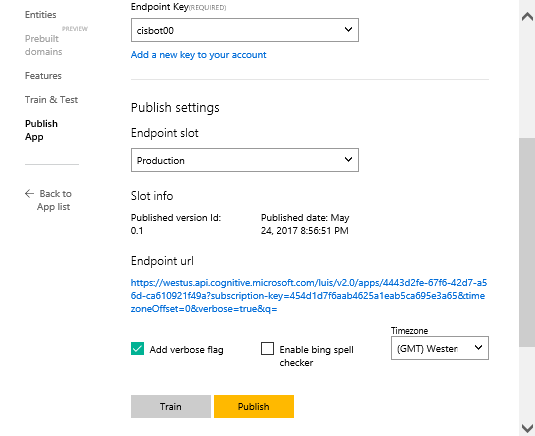 Entities
PREVIEW
Prebuilt
domains
Features
Train & Test
Publish
App
Back to
App list
Endpoint Key(REQUIRED)
cisbot00
Add a new key to your account
Publish settings
Endpoint slot
Production
Slot info
Published version Id:
0.1
Published date: May
24, 2017 8:56:51 PM
Endpoint url
https://westus.api.cognitive.microsoft.com/luis/v2.0/apps/4443d2fe-67f6-42d7-a5
6d-ca610921f49a?subscription-key=454d1d7f6aab4625a1eab5ca695e3a65&time
zoneOffset=0&verbose=true&q=
Add verbose flag
Enable bing spell
checker
Timezone
(GMT) Wester
Train
Publish